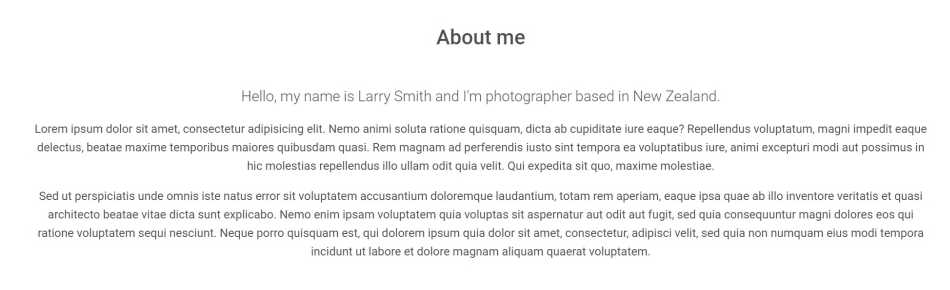 About me
Hello, my name is Larry Smith and I'm photographer based in New Zealand.
Lorem ipsum dolor sit amet, consectetur adipisicing elit. Nemo animi soluta ratione quisquam, dicta ab cupiditate iure eaque? Repellendus voluptatum, magni impedit eaque
delectus, beatae maxime temporibus maiores quibusdam quasi. Rem magnam ad perferendis iusto sint tempora ea voluptatibus iure, animi excepturi modi aut possimus in
hic molestias repellendus illo ullam odit quia velit. Qui expedita sit quo, maxime molestiae.
Sed ut perspiciatis unde omnis iste natus error sit voluptatem accusantium doloremque laudantium, totam rem aperiam, eaque ipsa quae ab illo inventore veritatis et quasi
architecto beatae vitae dicta sunt explicabo. Nemo enim ipsam voluptatem quia voluptas sit aspernatur aut odit aut fugit, sed quia consequuntur magni dolores eos qui
ratione voluptatem sequi nesciunt. Neque porro quisquam est, qui dolorem ipsum quia dolor sit amet, consectetur, adipisci velit, sed quia non numquam eius modi tempora
incidunt ut labore et dolore magnam aliquam quaerat voluptatem.